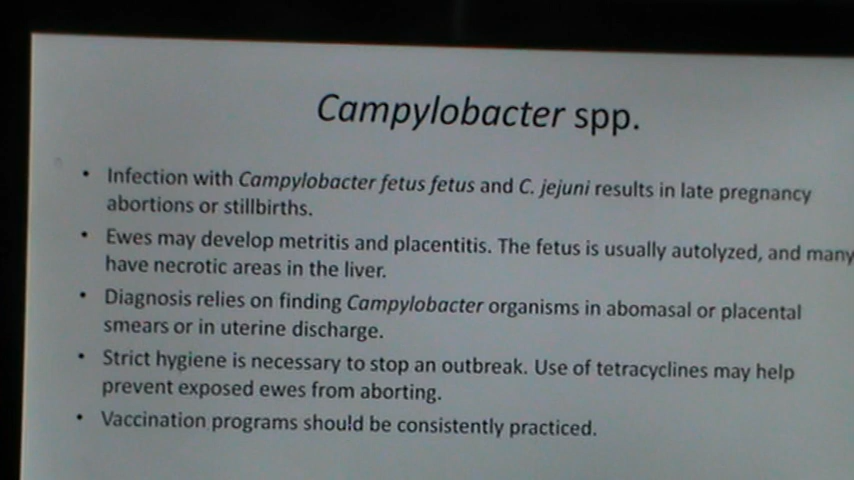 Campylobacter spp.
• Infection with Campylobacter fetus fetus and C. jejuni results in late pregnancy
abortions or stillbirths.
• Ewes may develop metritis and placentitis. The fetus is usually autolyzed, and many
have necrotic areas in the liver.
• Diagnosis relies on finding Campylobacter organisms in abomasal or placental
smears or in uterine discharge.
• Strict hygiene is necessary to stop an outbreak. Use of tetracyclines may help
prevent exposed ewes from aborting.
• Vaccination programs should be consistently practiced.